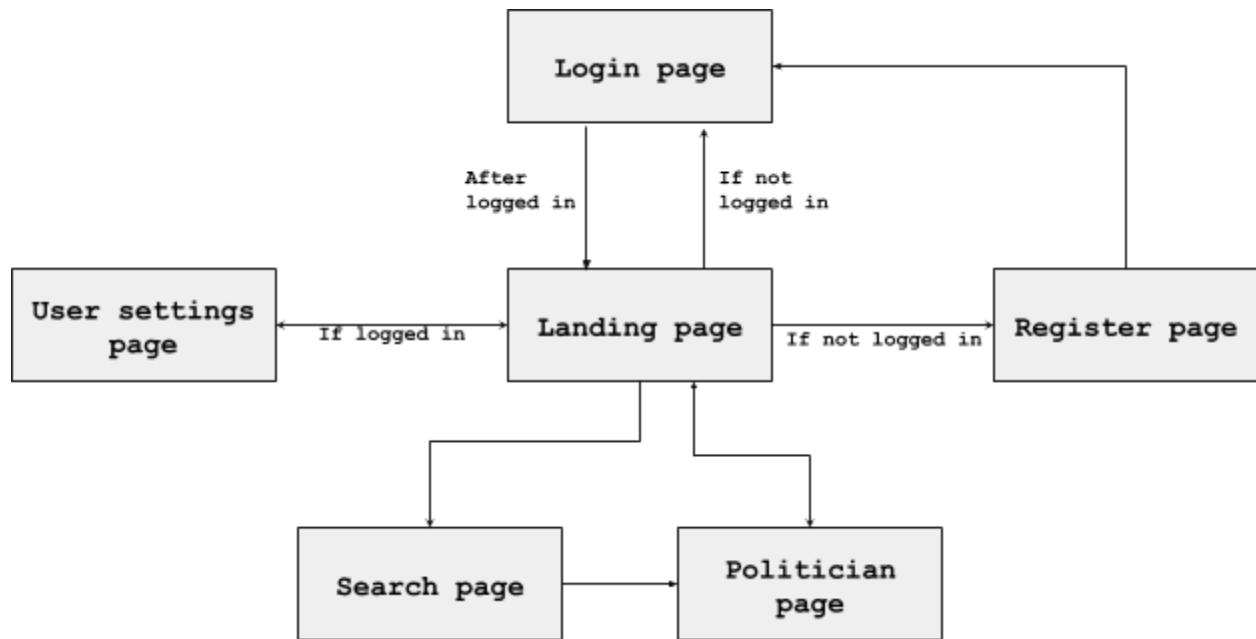 Login page
After
logged in
If not
logged in
User settings
page
If logged in
Landing page
If not logged in
Register page
Search page
Politician
page